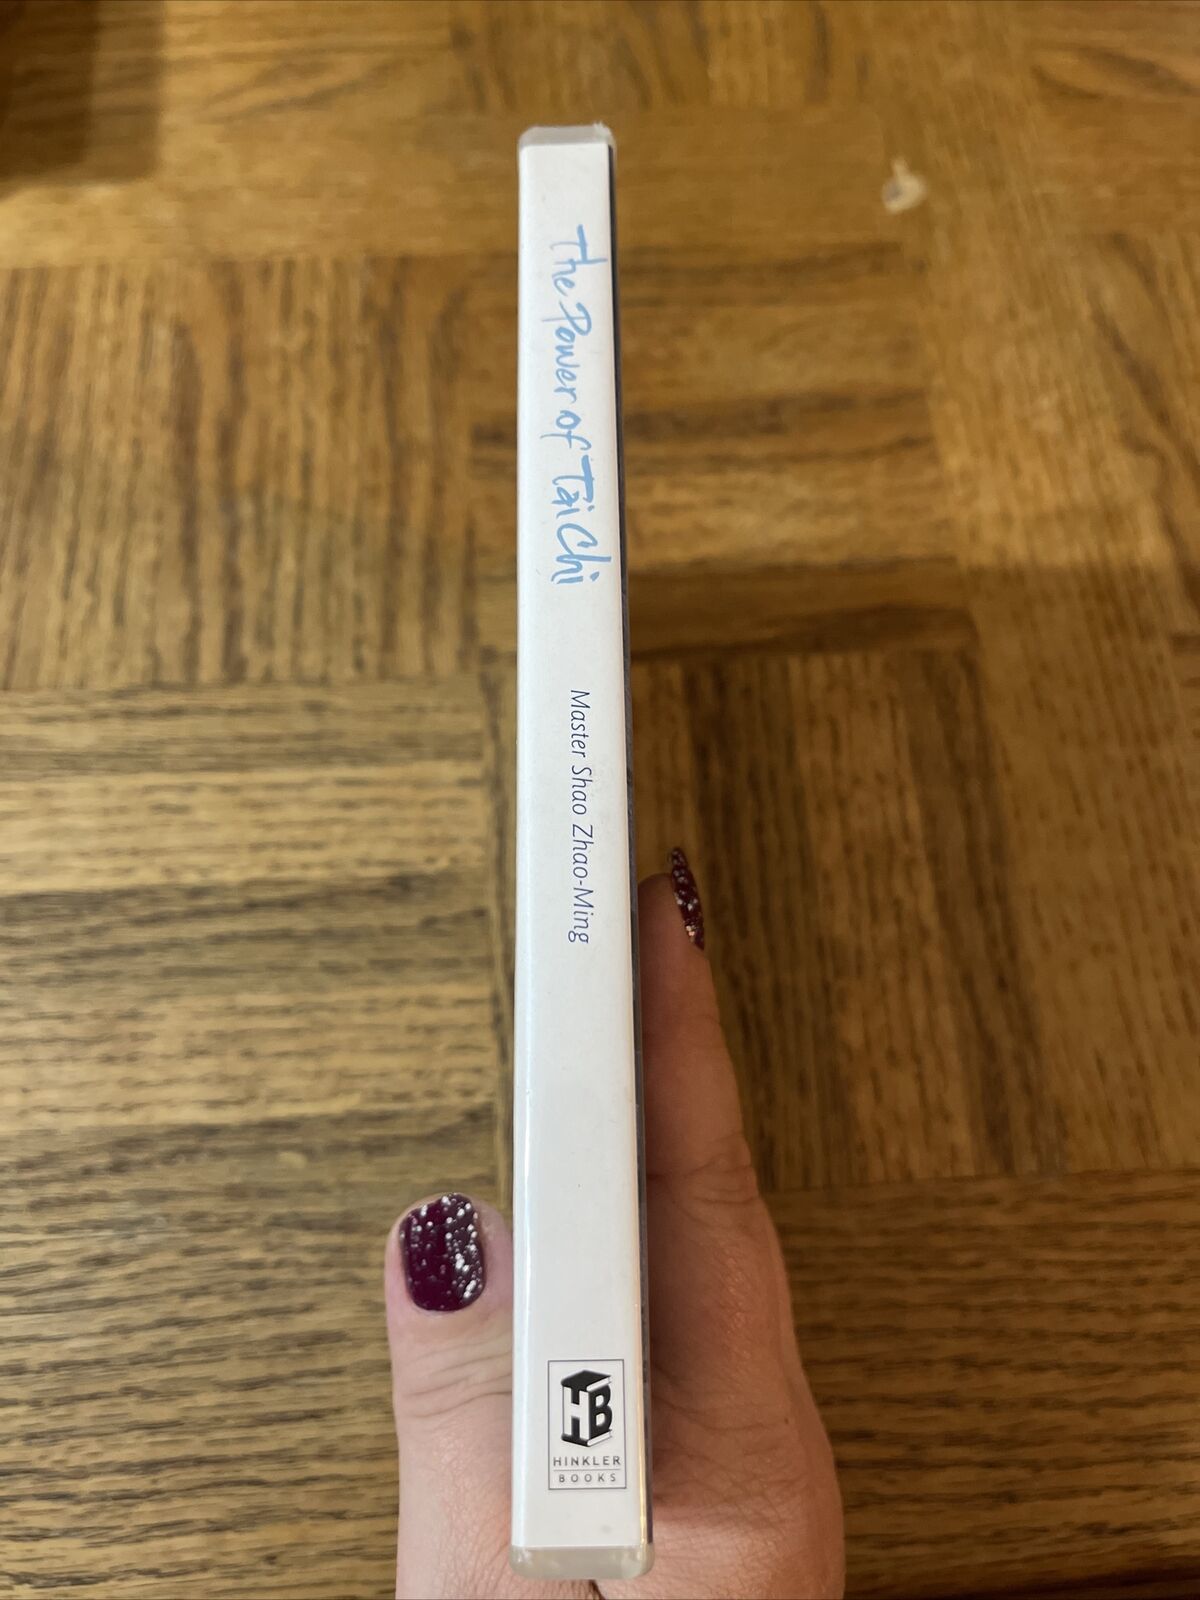 The Power of Tai Chi
Master Shao Zhao-Ming
HB
HINKLER
BOOKS